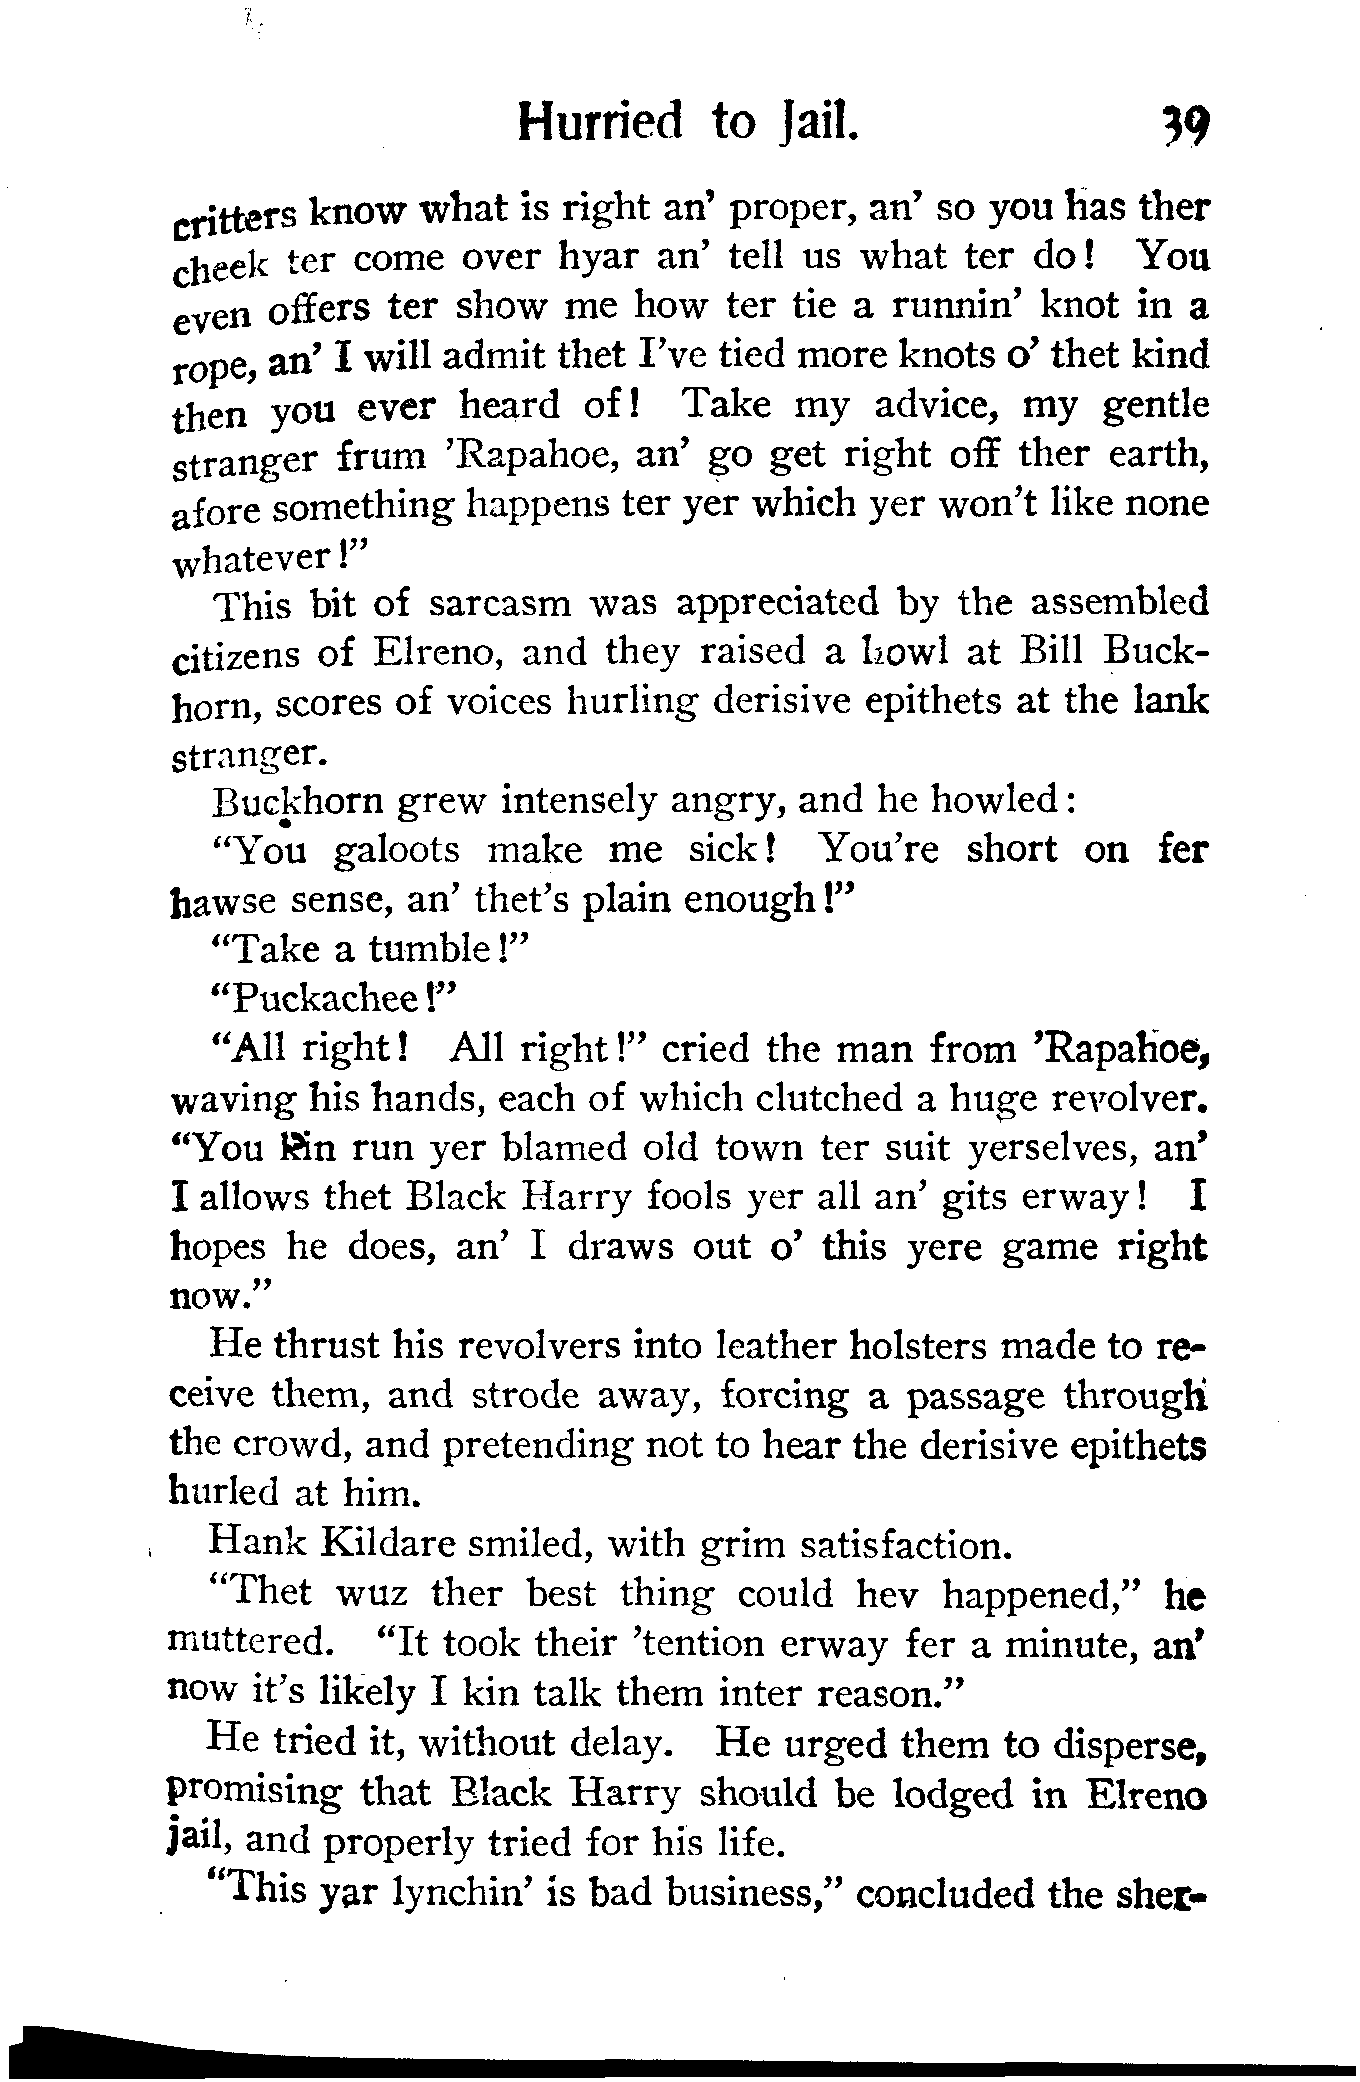 Hurried to Jail. 39
critters know what is right an' proper, an' so you has ther
cheek ter come over hyar an' tell us what ter do! You
even offers ter show me how ter tie a runnin' knot in a
rope, an' I will admit thet I've tied more knots o' thet kind
then you ever heard of! Take my advice, my gentle
stranger frum 'Rapahoe, an' go get right off ther earth,
afore something happens ter yer which yer won't like none
whatever!"
This bit of sarcasm was appreciated by the assembled
citizens of Elreno, and they raised a howl at Bill Buck-
horn, scores of voices hurling derisive epithets at the lank
stranger.
Buckhorn grew intensely angry, and he howled:
"You galoots make me sick! You're short on fer
hawse sense, an' thet's plain enough!"
"Take a tumble!"
"Puckachee!"
"All right! All right!" cried the man from 'Rapahoe,
waving his hands, each of which clutched a huge revolver.
"You kin run yer blamed old town ter suit yerselves, an'
I allows thet Black Harry fools yer all an' gits erway! I
hopes he does, an' I draws out o' this yere game right
now."
He thrust his revolvers into leather holsters made to re-
ceive them, and strode away, forcing a passage through
the crowd, and pretending not to hear the derisive epithets
hurled at him.
Hank Kildare smiled, with grim satisfaction.
"Thet wuz ther best thing could hev happened," he
muttered. "It took their 'tention erway fer a minute, an'
now it's likely I kin talk them inter reason."
He tried it, without delay. He urged them to disperse,
promising that Black Harry should be lodged in Elreno
jail, and properly tried for his life.
"This yar lynchin' is bad business," concluded the sher-